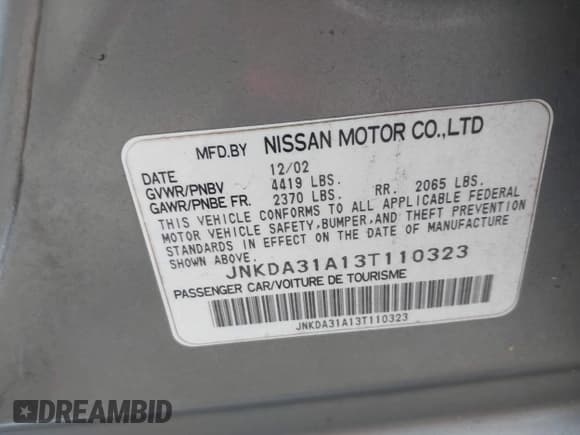 MFD.BY NISSAN MOTOR CO.,LTD
DATE 12/02
GVWR/PNBV 4419 LBS.
GAWR/PNBE FR. 2370 LBS. RR. 2065 LBS.
THIS VEHICLE CONFORMS TO ALL APPLICABLE FEDERAL
MOTOR VEHICLE SAFETY,BUMPER,AND THEFT PREVENTION
STANDARDS IN EFFECT ON THE DATE OF MANUFACTURE
SHOWN ABOVE.
JNKDA31A13T110323
PASSENGER CAR/VOITURE DE TOURISME
JNKDA31A13T110323
DREAMBID